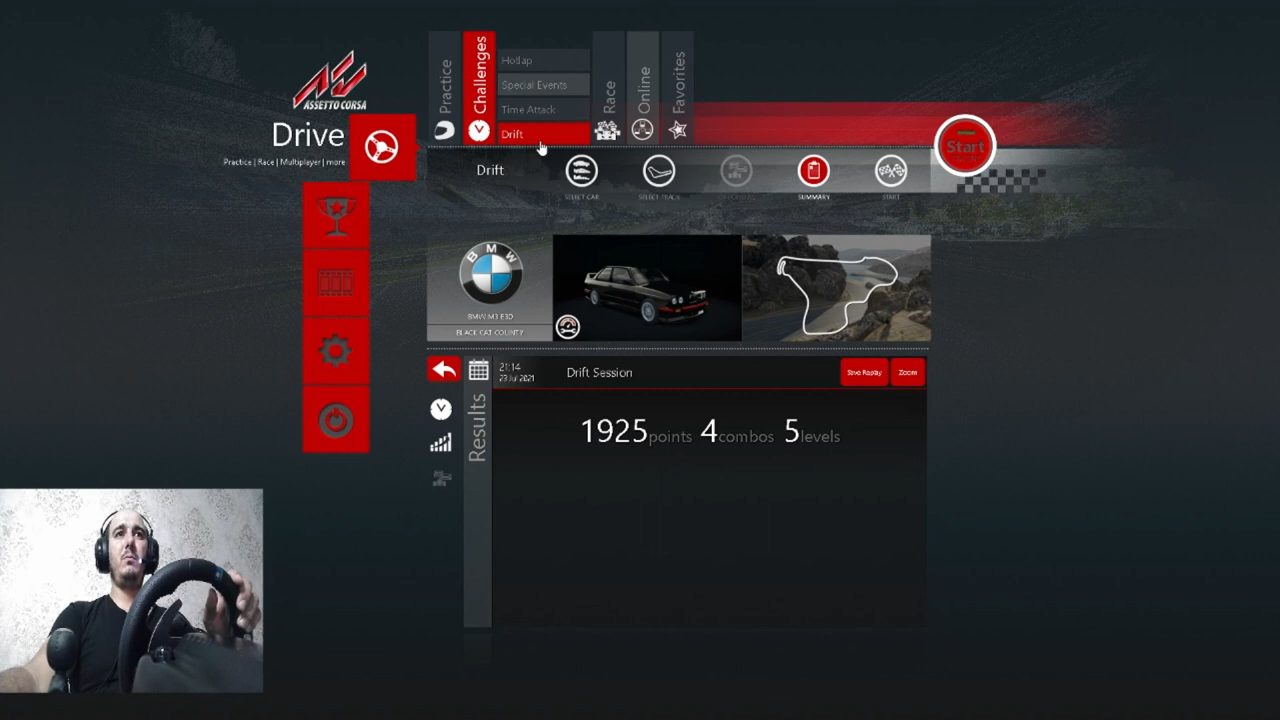 ASSETTO CORSA
Drive
Practice | Race | Multiplayer | more
Practice
Challenges
Hotlap
Special Events
Time Attack
Drift
Race
Online
Favorites
Start
Drift
SELECT CAR
SELECT TRACK
SUMMARY
START
BMW
BMW M3 E30
BLACK CAT COUNTY
21:14
23 Jul 2021
Drift Session
Save Replay
Zoom
Results
1925points 4combos 5levels